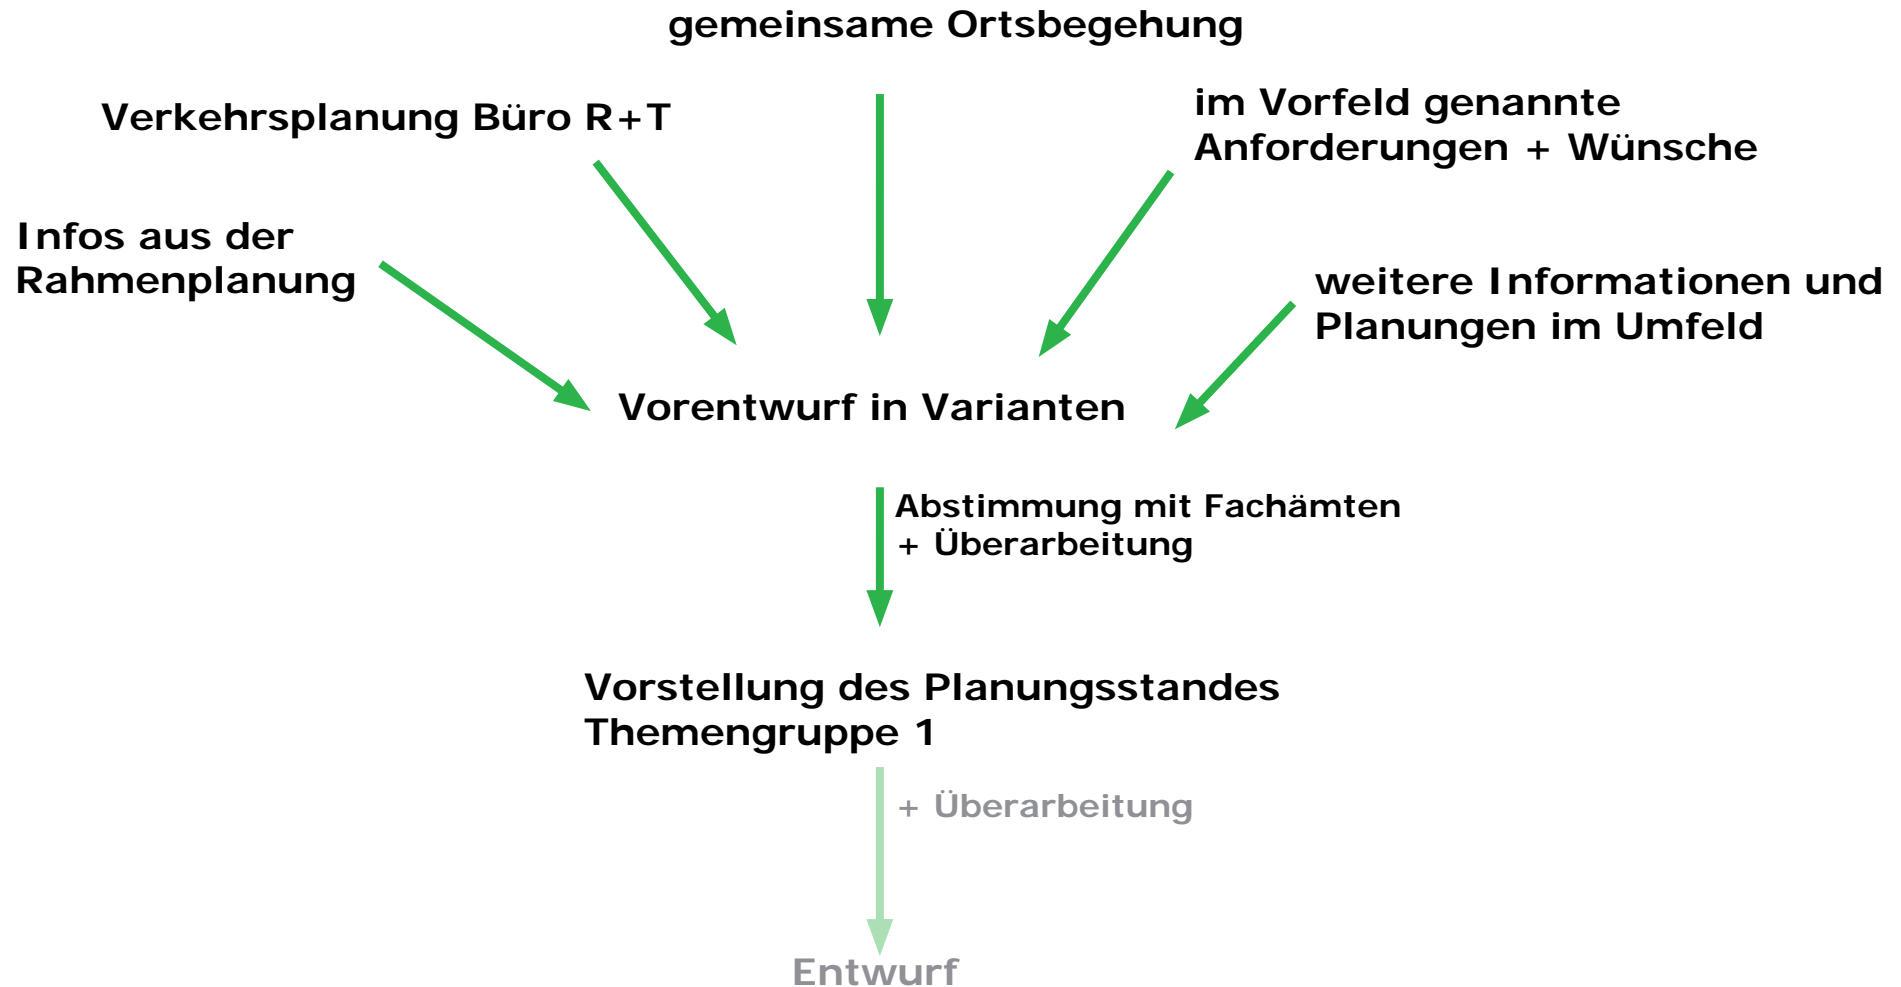 gemeinsame Ortsbegehung
Verkehrsplanung Büro R+T
im Vorfeld genannte
Anforderungen + Wünsche
Infos aus der
Rahmenplanung
weitere Informationen und
Planungen im Umfeld
Vorentwurf in Varianten
Abstimmung mit Fachämten
+ Überarbeitung
Vorstellung des Planungsstandes
Themengruppe 1
+ Überarbeitung
Entwurf